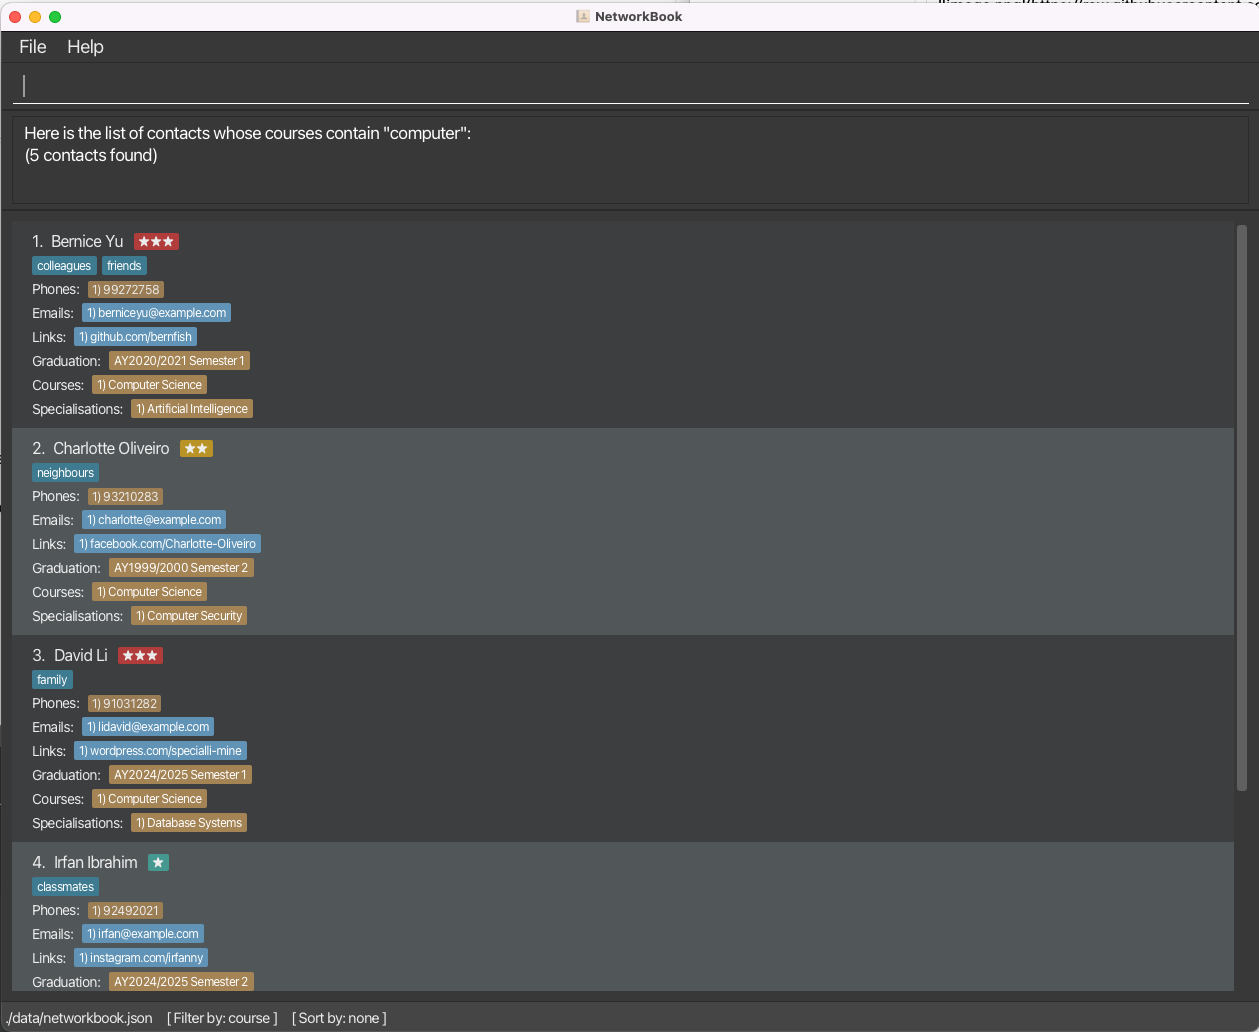 NetworkBook
File Help
Here is the list of contacts whose courses contain "computer":
(5 contacts found)
1. Bernice Yu
colleagues friends
Phones: 1) 99272758
Emails: 1) berniceyu@example.com
Links: 1) github.com/bernfish
Graduation: AY2020/2021 Semester 1
Courses: 1) Computer Science
Specialisations: 1) Artificial Intelligence
2. Charlotte Oliveiro
neighbours
Phones: 1) 93210283
Emails: 1) charlotte@example.com
Links: 1) facebook.com/Charlotte-Oliveiro
Graduation: AY1999/2000 Semester 2
Courses: 1) Computer Science
Specialisations: 1) Computer Security
3. David Li
family
Phones: 1) 91031282
Emails: 1) lidavid@example.com
Links: 1) wordpress.com/specialli-mine
Graduation: AY2024/2025 Semester 1
Courses: 1) Computer Science
Specialisations: 1) Database Systems
4. Irfan Ibrahim
classmates
Phones: 1) 92492021
Emails: 1) irfan@example.com
Links: 1) instagram.com/irfanny
Graduation: AY2024/2025 Semester 2
./data/networkbook.json [ Filter by: course ] [ Sort by: none ]